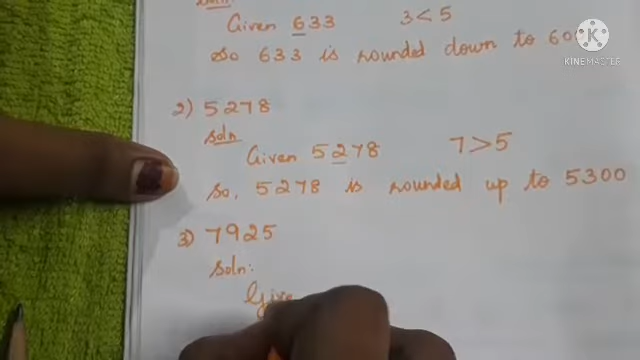 Soln:
Given 633 3 < 5
So 633 is rounded down to
2) 5278
Soln
Given 5278 7 > 5
So, 5278 is rounded up to 5300
3) 7925
Soln:
K
KINEMASTER